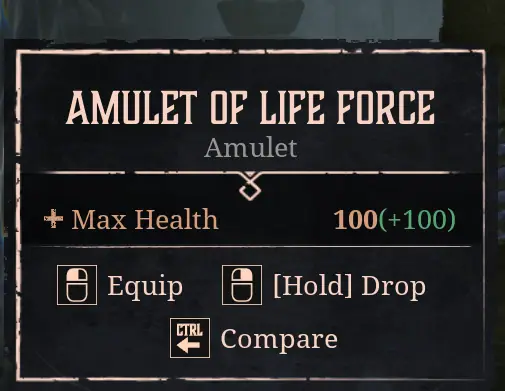 AMULET OF LIFE FORCE
Amulet
Max Health 100(+100)
Equip [Hold] Drop
CTRL Compare